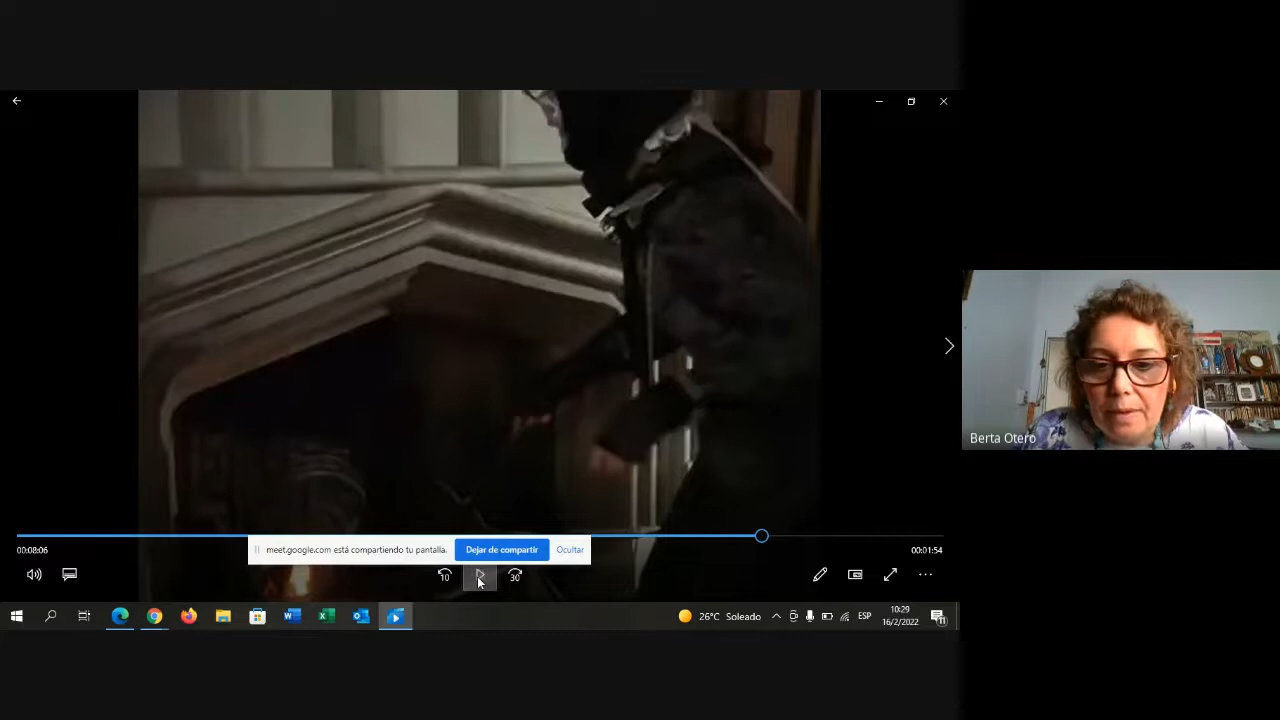 Berta Otero
00:08:06
00:01:54
meet.google.com está compartiendo tu pantalla.
Dejar de compartir
Ocultar
10
30
26°C Soleado
ESP
10:29
16/2/2022